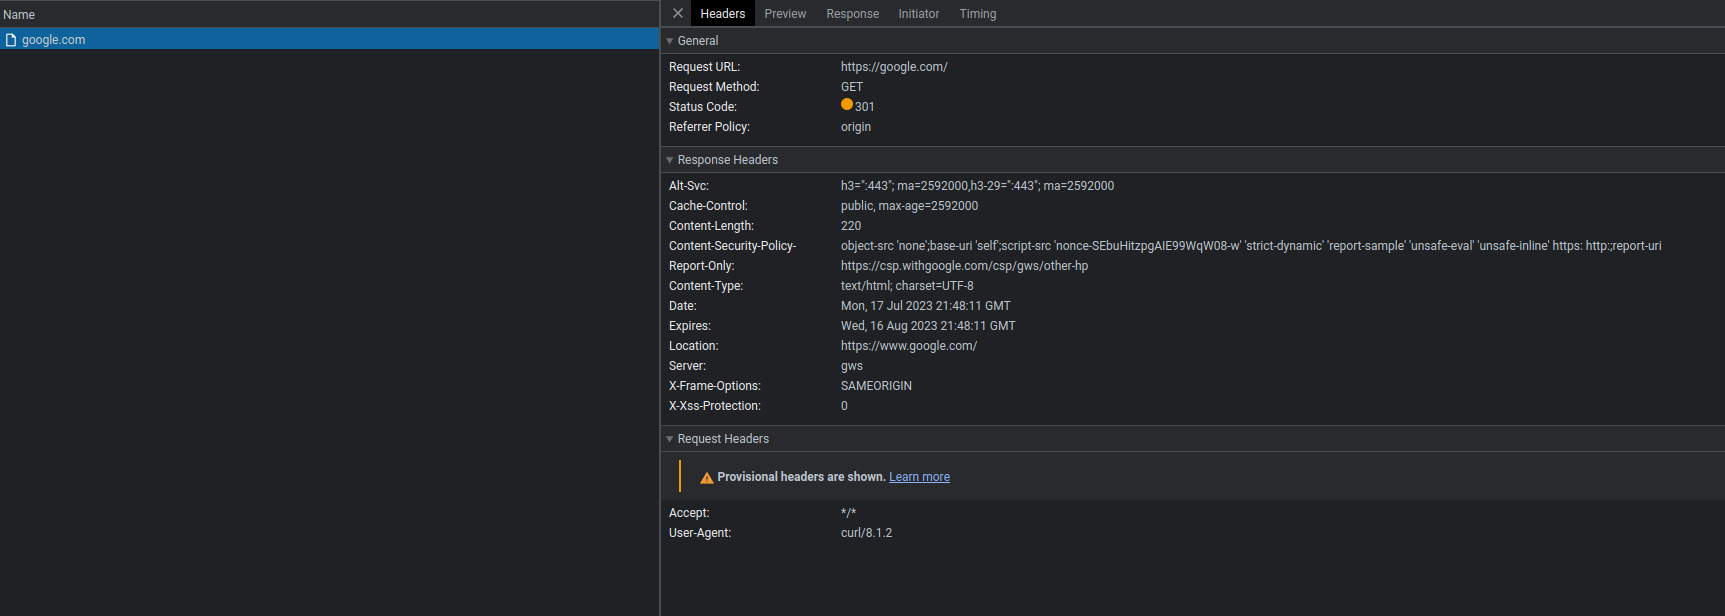 Name
google.com
Headers Preview Response Initiator Timing
General
Request URL: https://google.com/
Request Method: GET
Status Code: 301
Referrer Policy: origin
Response Headers
Alt-Svc: h3=":443"; ma=2592000,h3-29=":443"; ma=2592000
Cache-Control: public, max-age=2592000
Content-Length: 220
Content-Security-Policy- object-src 'none';base-uri 'self';script-src 'nonce-SEbuHitzpgAIE99WqW08-w' 'strict-dynamic' 'report-sample' 'unsafe-eval' 'unsafe-inline' https: http:;report-uri
Report-Only: https://csp.withgoogle.com/csp/gws/other-hp
Content-Type: text/html; charset=UTF-8
Date: Mon, 17 Jul 2023 21:48:11 GMT
Expires: Wed, 16 Aug 2023 21:48:11 GMT
Location: https://www.google.com/
Server: gws
X-Frame-Options: SAMEORIGIN
X-Xss-Protection: 0
Request Headers
Provisional headers are shown. Learn more
Accept: */*
User-Agent: curl/8.1.2